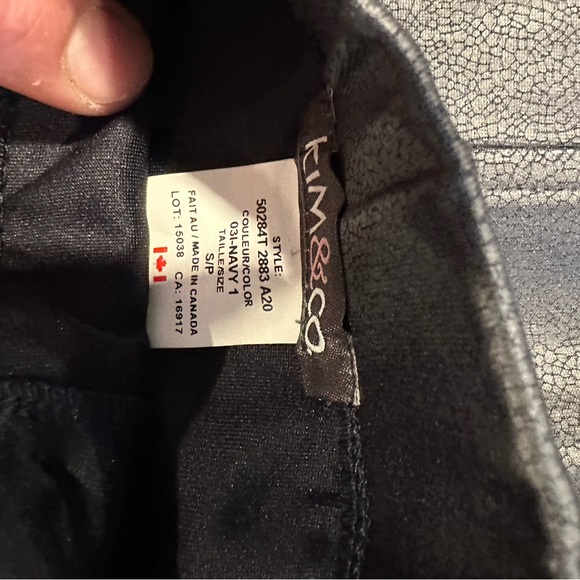 KIM&CO.
STYLE:
50284T 2883 A20
COULEUR/COLOR
03I-NAVY 1
TAILLE/SIZE
S/P
FAIT AU / MADE IN CANADA
LOT: 15038 CA: 16917